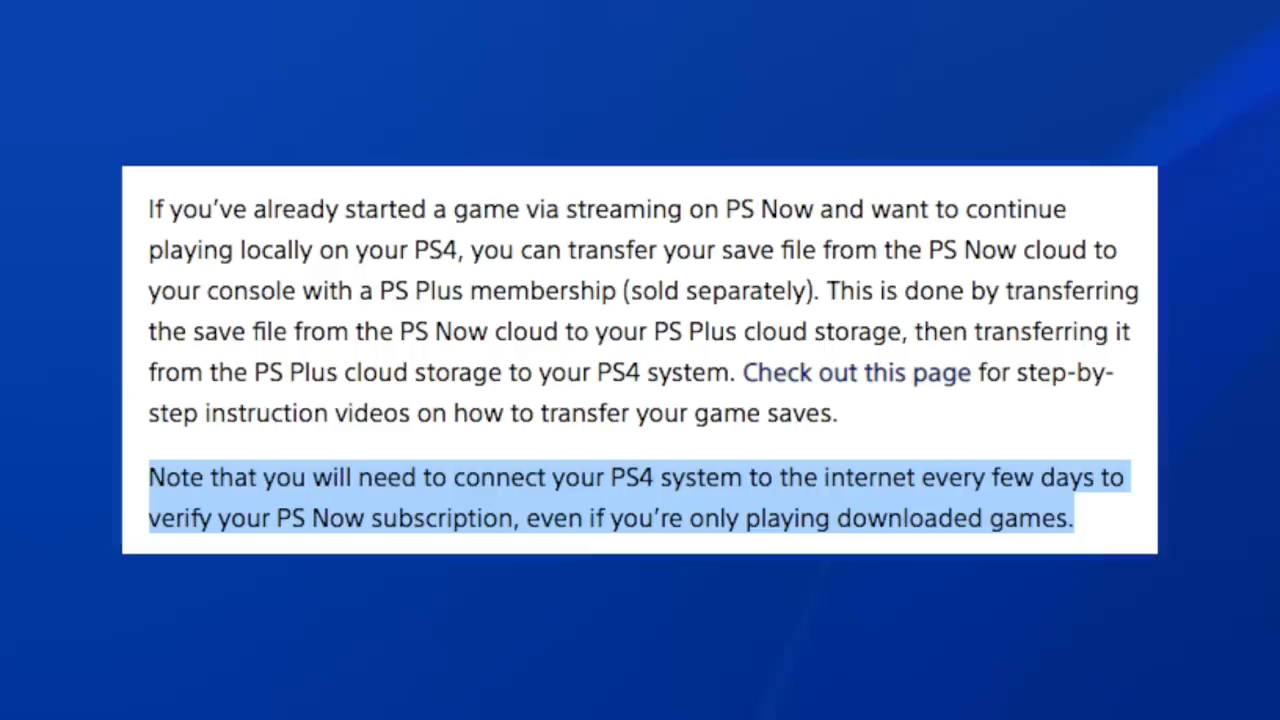 If you’ve already started a game via streaming on PS Now and want to continue
playing locally on your PS4, you can transfer your save file from the PS Now cloud to
your console with a PS Plus membership (sold separately). This is done by transferring
the save file from the PS Now cloud to your PS Plus cloud storage, then transferring it
from the PS Plus cloud storage to your PS4 system. Check out this page for step-by-
step instruction videos on how to transfer your game saves.
Note that you will need to connect your PS4 system to the internet every few days to
verify your PS Now subscription, even if you’re only playing downloaded games.